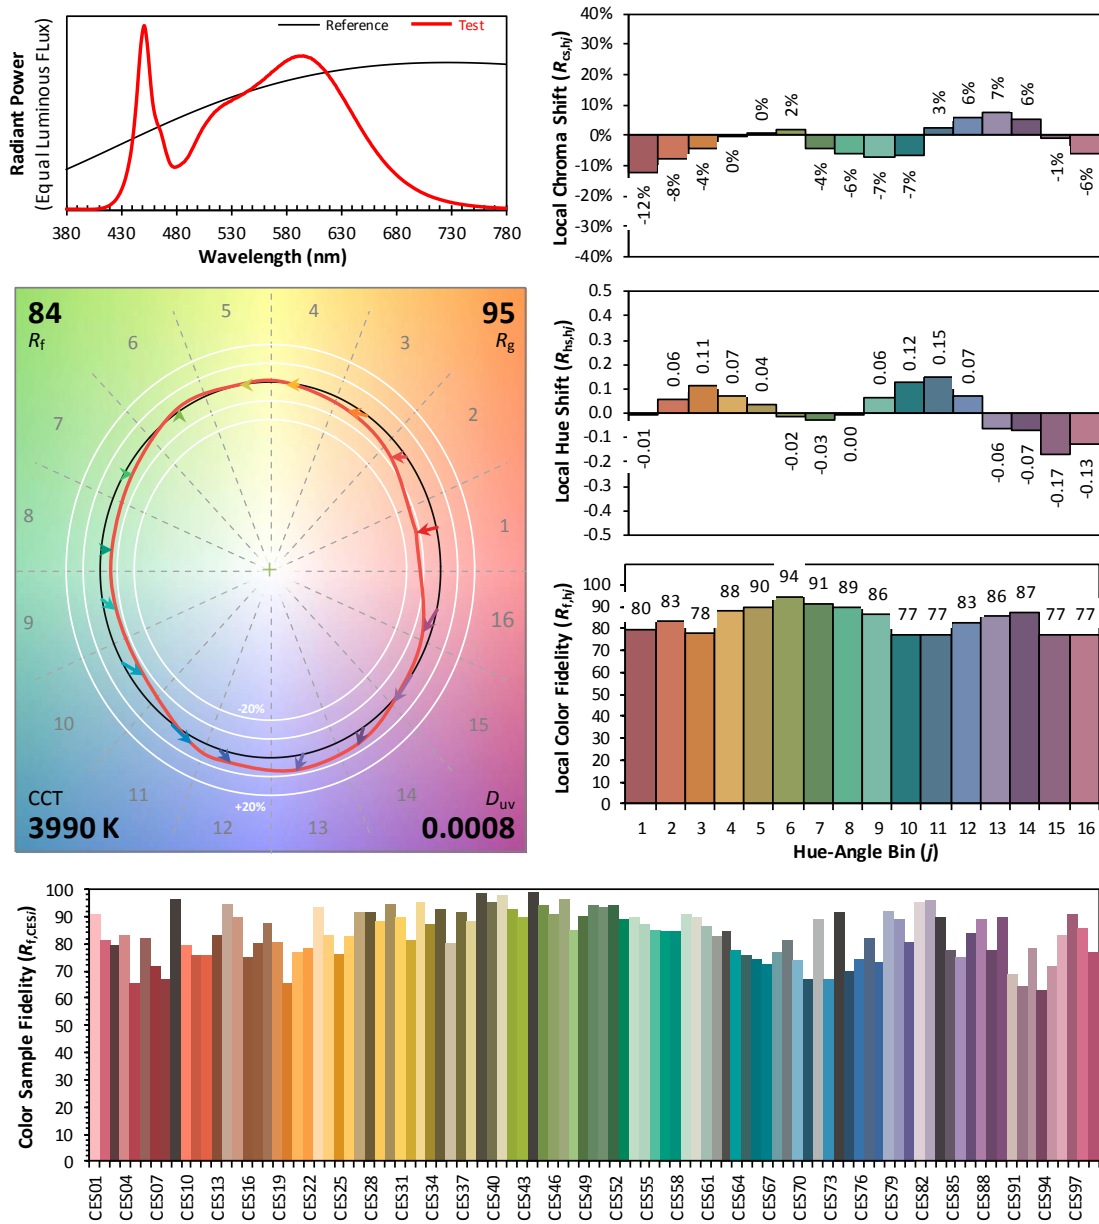 Radiant Power
(Equal Luminous FLux)
Reference
Test
380 430 480 530 580 630 680 730 780
Wavelength (nm)
Local Chroma Shift (Rcs,hj)
40%
30%
20%
10%
0%
-10%
-20%
-30%
-40%
-12% -8% -4% 0% 0% 2% -4% -6% -7% -7% 3% 6% 7% 6% -1% -6%
84
Rf
95
Rg
5 4
6 3
7 2
8 1
9 16
10 15
11 14
12 13
-20%
+20%
CCT
3990 K
Duv
0.0008
Local Hue Shift (Rhs,hj)
0.5
0.4
0.3
0.2
0.1
0.0
-0.1
-0.2
-0.3
-0.4
-0.5
-0.01 0.06 0.11 0.07 0.04 -0.02 -0.03 0.00 0.06 0.12 0.15 0.07 -0.06 -0.07 -0.17 -0.13
Local Color Fidelity (Rf,hj)
100
90
80
70
60
50
40
30
20
10
0
80 83 78 88 90 94 91 89 86 77 77 83 86 87 77 77
1 2 3 4 5 6 7 8 9 10 11 12 13 14 15 16
Hue-Angle Bin (j)
Color Sample Fidelity (Rf,CESi)
100
90
80
70
60
50
40
30
20
10
0
CES01 CES04 CES07 CES10 CES13 CES16 CES19 CES22 CES25 CES28 CES31 CES34 CES37 CES40 CES43 CES46 CES49 CES52 CES55 CES58 CES61 CES64 CES67 CES70 CES73 CES76 CES79 CES82 CES85 CES88 CES91 CES94 CES97